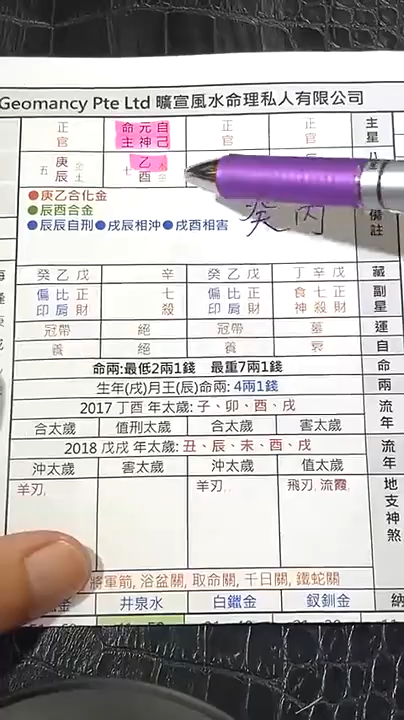 Geomancy Pte Ltd 曠宣風水命理私人有限公司
正官 命主 元神 自己 正官 正官 主星
五 庚辰 金土 七 乙酉 木金
備註
●庚乙合化金
●辰酉合金
●辰辰自刑●戌辰相沖●戌酉相害
癸 丙
癸乙戊 辛 癸乙戊 丁辛戊 藏
偏印 比肩 正財 七殺 偏印 比肩 正財 食神 七殺 正財 副星
冠帶 絕 冠帶 墓 運
養 絕 養 衰 自
命兩:最低2兩1錢 最重7兩1錢 命
生年(戌)月王(辰)命兩: 4兩1錢 兩
2017 丁酉 年太歲: 子、卯、酉、戌 流年
合太歲 值刑太歲 合太歲 害太歲
2018 戊戌 年太歲: 丑、辰、未、酉、戌 流年
沖太歲 害太歲 沖太歲 值太歲
羊刃, 羊刃, 飛刃, 流霞, 地支神煞
將軍箭, 浴盆關, 取命關, 千日關, 鐵蛇關
金 井泉水 白鑞金 釵釧金 納